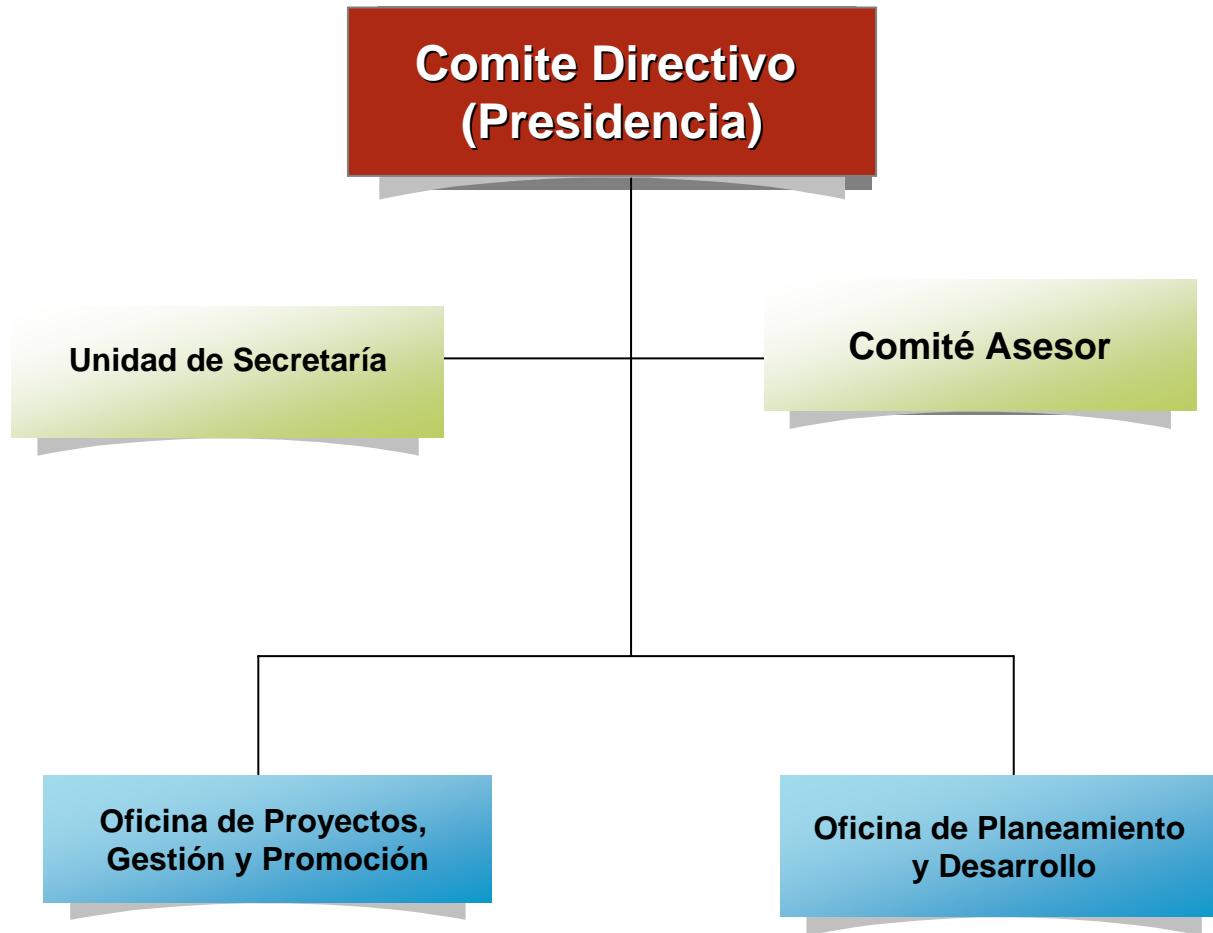 Comite Directivo
(Presidencia)
Unidad de Secretaría
Comité Asesor
Oficina de Proyectos,
Gestión y Promoción
Oficina de Planeamiento
y Desarrollo